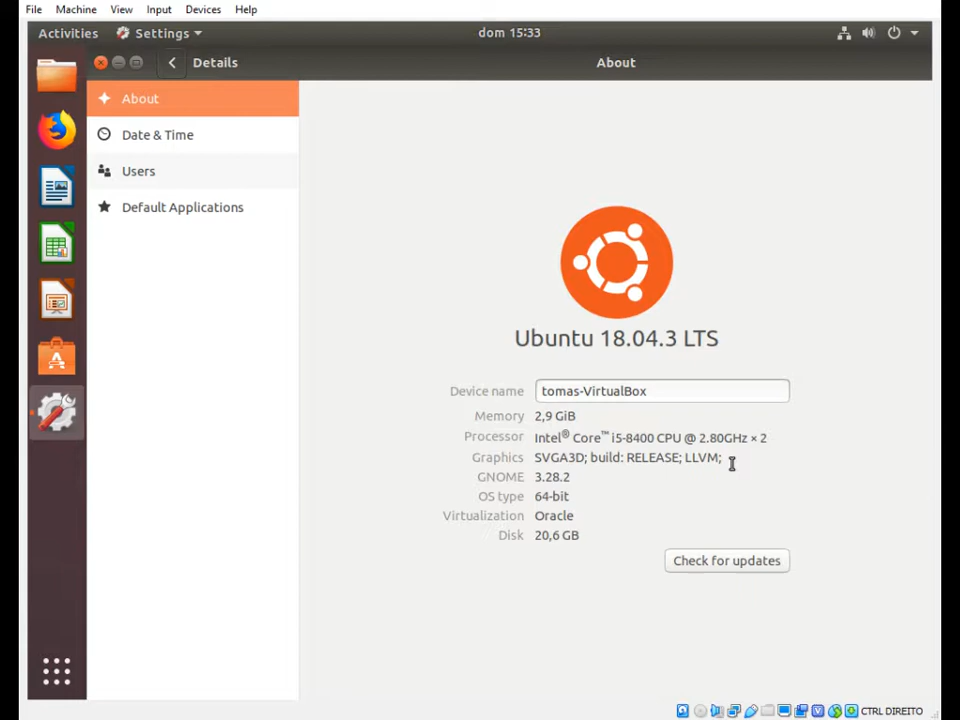 File Machine View Input Devices Help
Activities Settings dom 15:33
Details About
About
Date & Time
Users
Default Applications
Ubuntu 18.04.3 LTS
Device name tomas-VirtualBox
Memory 2,9 GiB
Processor Intel® Core™ i5-8400 CPU @ 2.80GHz × 2
Graphics SVGA3D; build: RELEASE; LLVM;
GNOME 3.28.2
OS type 64-bit
Virtualization Oracle
Disk 20,6 GB
Check for updates
CTRL DIREITO